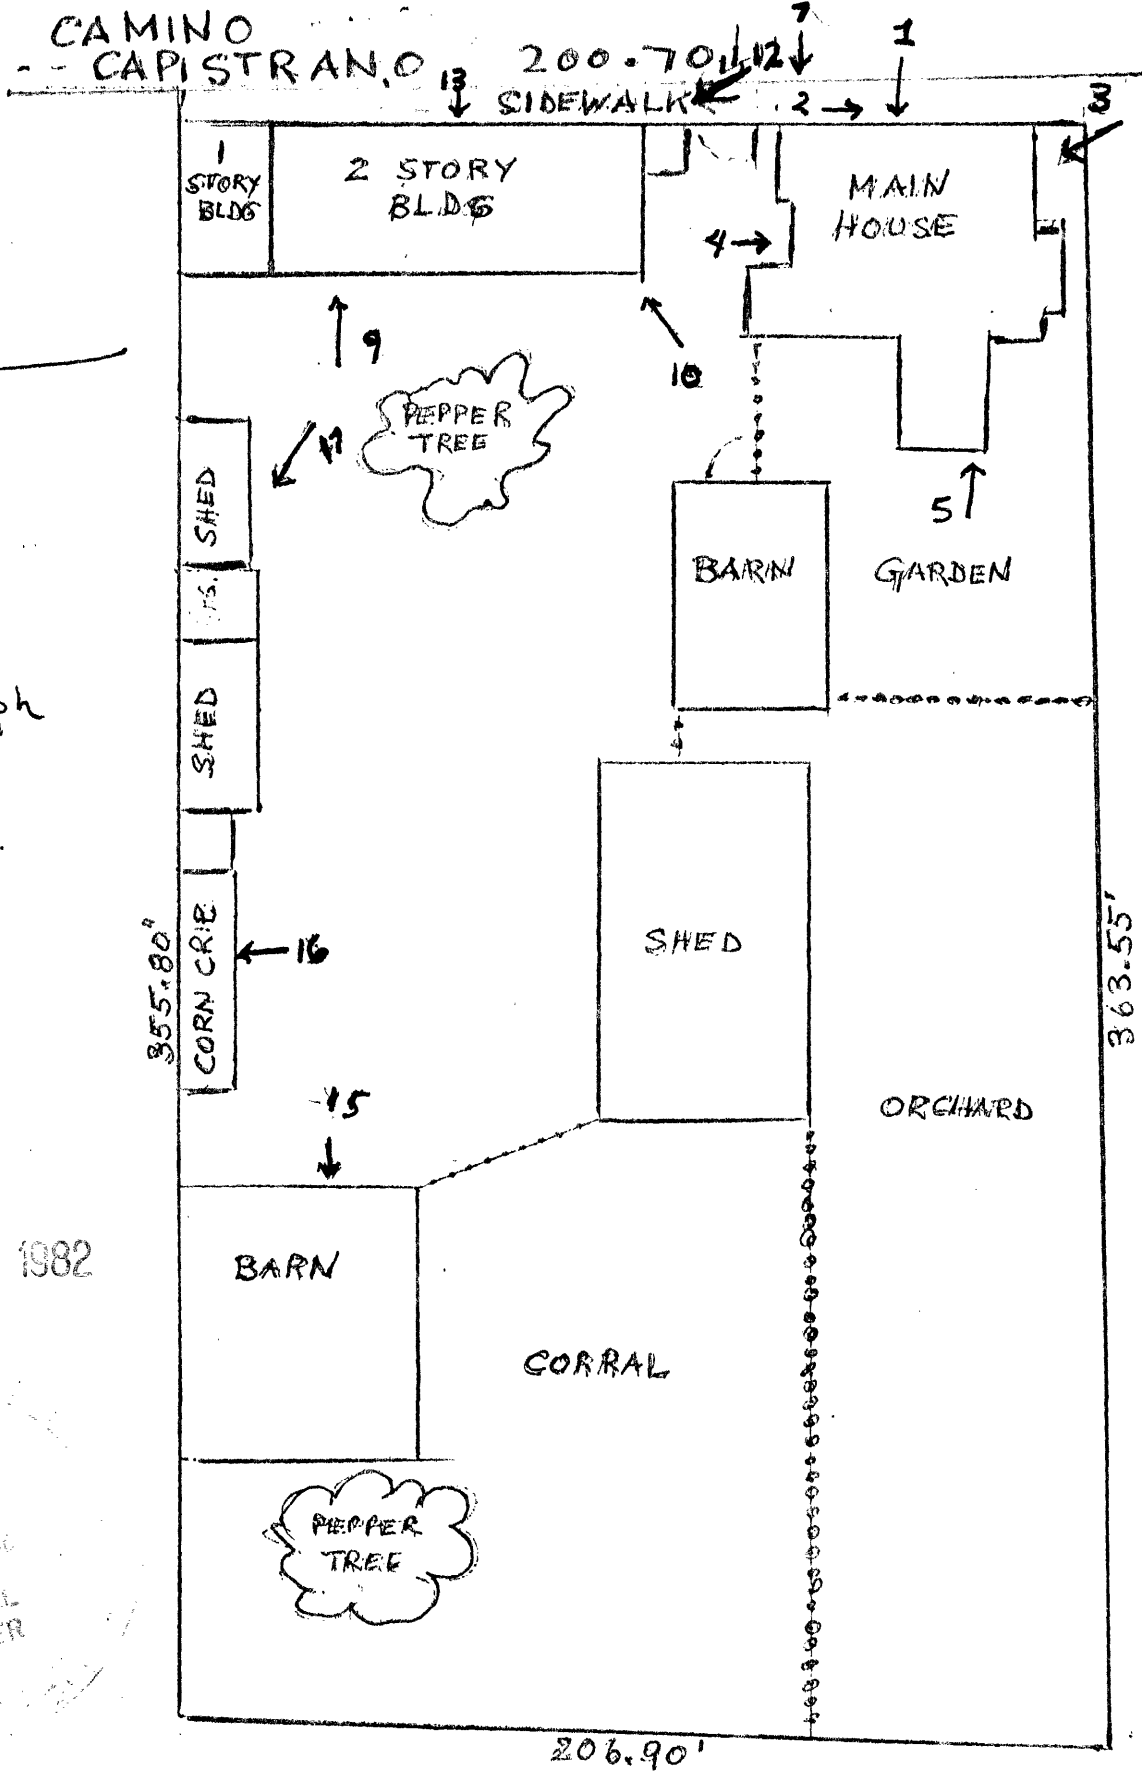 CAMINO
-- CAPISTRANO
200.70
12
7
1
13
SIDEWALK
2
3
1
STORY
BLDG
2 STORY
BLDG
MAIN
HOUSE
4
9
10
PEPPER
TREE
17
SHED
5
BARN
GARDEN
SHED
SHED
355.80"
CORN CRIB
16
363.55'
15
ORCHARD
1982
BARN
CORRAL
PEPPER
TREE
206.90'